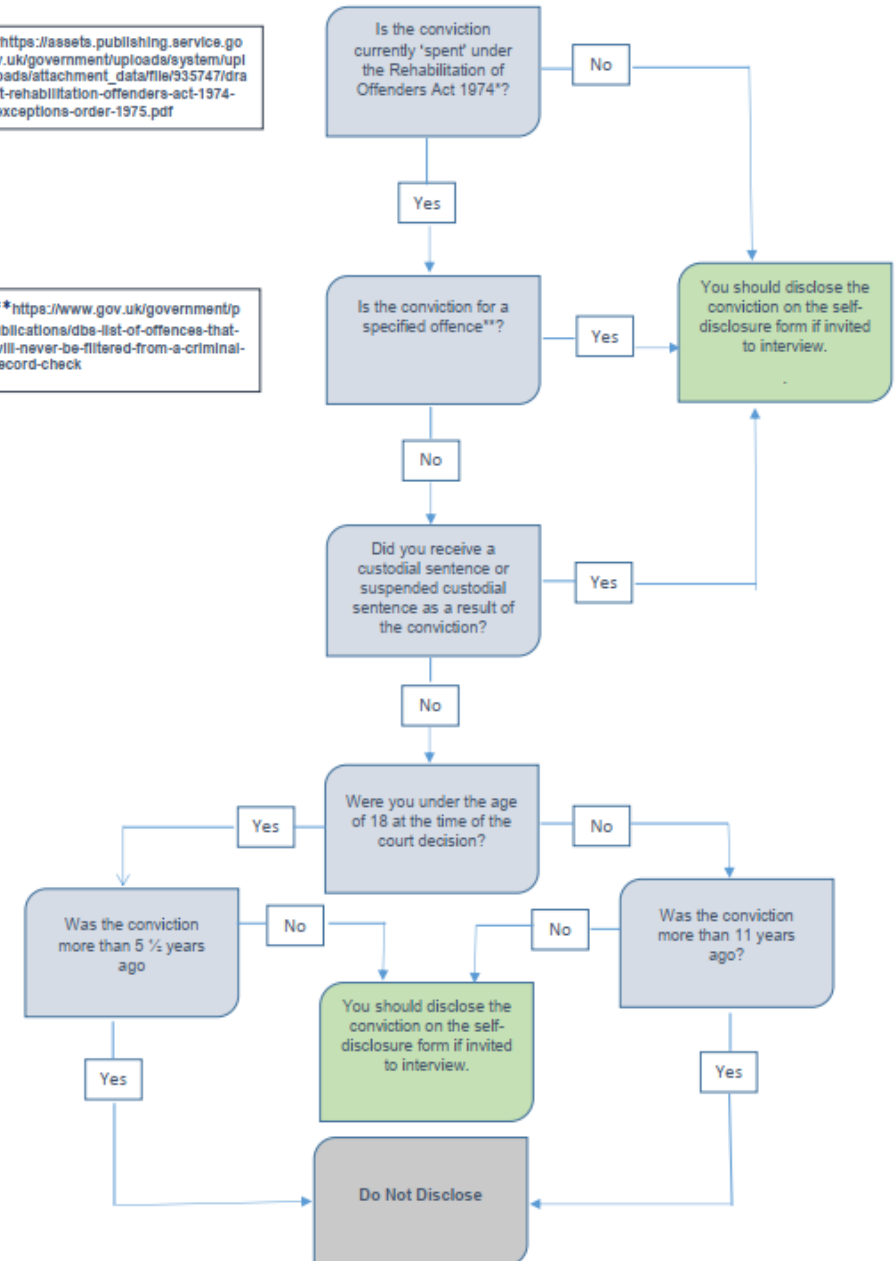 Is the conviction
currently 'spent' under
the Rehabilitation of
Offenders Act 1974*?
No
https://assets.publishing.service.go
v.uk/government/uploads/system/upl
oads/attachment_data/file/935747/dra
ft-rehabilitation-offenders-act-1974-
exceptions-order-1975.pdf
Yes
Is the conviction for a
specified offence**?
Yes
You should disclose the
conviction on the self-
disclosure form if invited
to interview.
.
**https://www.gov.uk/government/p
ublications/dbs-list-of-offences-that-
will-never-be-filtered-from-a-criminal-
record-check
No
Did you receive a
custodial sentence or
suspended custodial
sentence as a result of
the conviction?
Yes
No
Were you under the age
of 18 at the time of the
court decision?
Yes
No
Was the conviction
more than 5 ½ years
ago
No
No
Was the conviction
more than 11 years
ago?
You should disclose the
conviction on the self-
disclosure form if invited
to interview.
Yes
Yes
Do Not Disclose